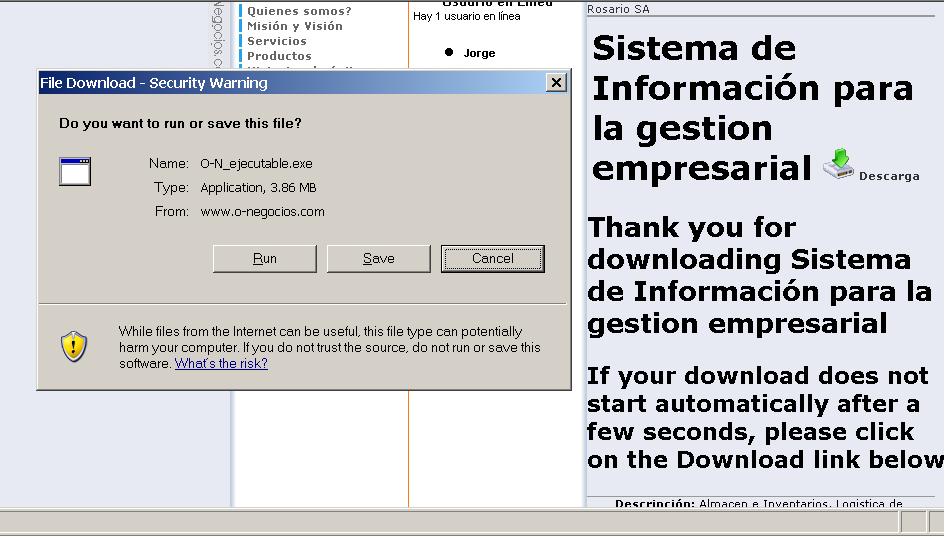 Negocios.co
Quienes somos?
Misión y Visión
Servicios
Productos
Usuario en Línea
Hay 1 usuario en línea
Jorge
File Download - Security Warning
Do you want to run or save this file?
Name: O-N_ejecutable.exe
Type: Application, 3.86 MB
From: www.o-negocios.com
Run Save Cancel
While files from the Internet can be useful, this file type can potentially
harm your computer. If you do not trust the source, do not run or save this
software. What's the risk?
Rosario SA
Sistema de
Información para
la gestion
empresarial Descarga
Thank you for
downloading Sistema
de Información para la
gestion empresarial
If your download does not
start automatically after a
few seconds, please click
on the Download link below
Descripción: Almacen e Inventarios, Logistica de